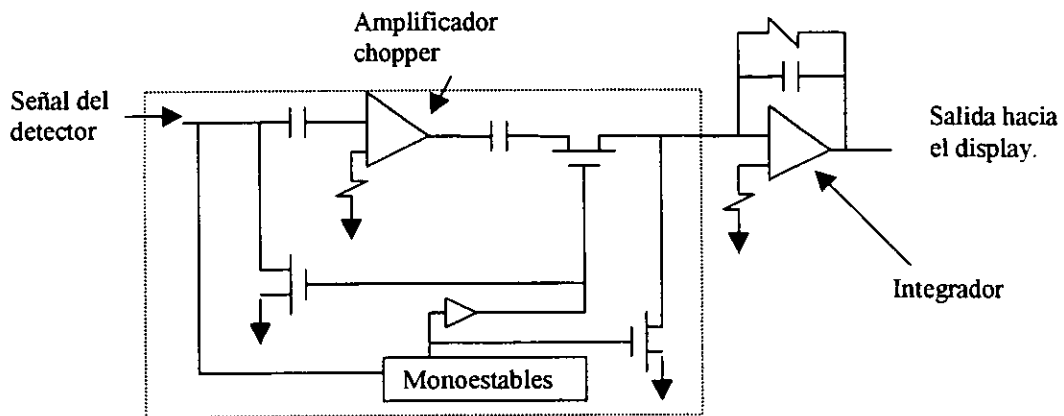 Amplificador
chopper
Señal del
detector
Salida hacia
el display.
Integrador
Monoestables